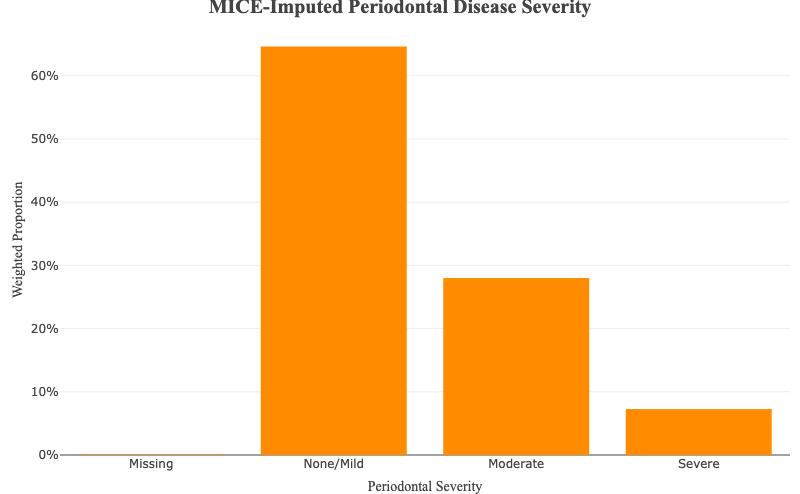 MICE-Imputed Periodontal Disease Severity
60%
50%
40%
30%
20%
10%
0%
Weighted Proportion
Missing
None/Mild
Moderate
Severe
Periodontal Severity